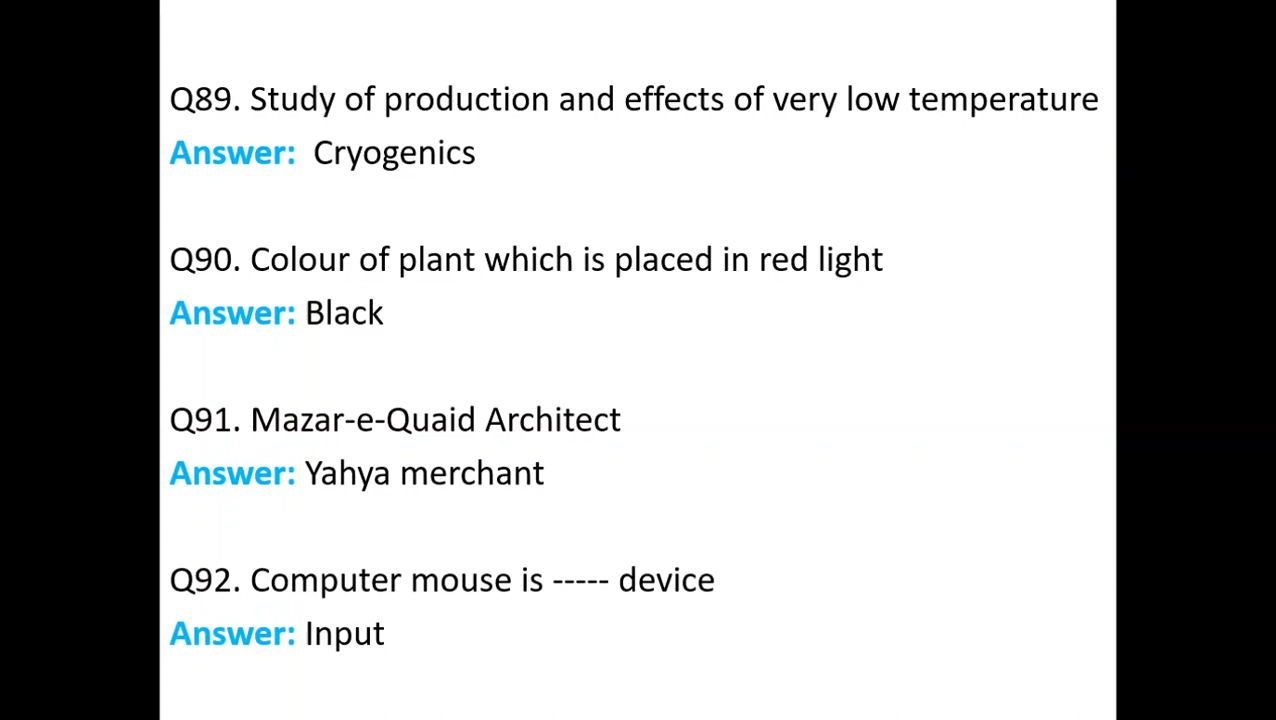 Q89. Study of production and effects of very low temperature
Answer: Cryogenics
Q90. Colour of plant which is placed in red light
Answer: Black
Q91. Mazar-e-Quaid Architect
Answer: Yahya merchant
Q92. Computer mouse is ----- device
Answer: Input